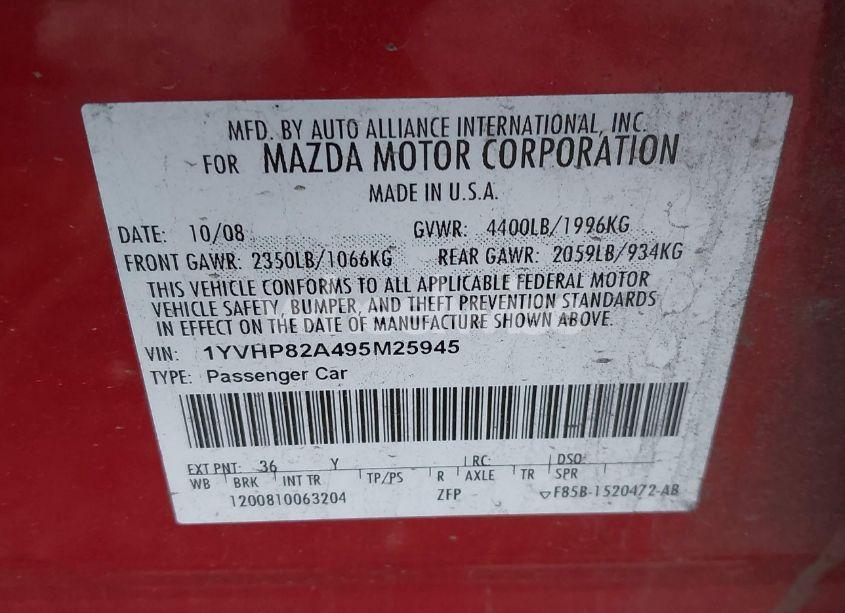 MFD. BY AUTO ALLIANCE INTERNATIONAL, INC.
FOR MAZDA MOTOR CORPORATION
MADE IN U.S.A.
DATE: 10/08 GVWR: 4400LB/1996KG
FRONT GAWR: 2350LB/1066KG REAR GAWR: 2059LB/934KG
THIS VEHICLE CONFORMS TO ALL APPLICABLE FEDERAL MOTOR
VEHICLE SAFETY, BUMPER, AND THEFT PREVENTION STANDARDS
IN EFFECT ON THE DATE OF MANUFACTURE SHOWN ABOVE.
VIN: 1YVHP82A495M25945
TYPE: Passenger Car
EXT PNT: 36 Y RC: DSO:
WB BRK INT TR TP/PS R AXLE TR SPR
1200810063204 ZFP F85B-1520472-AB